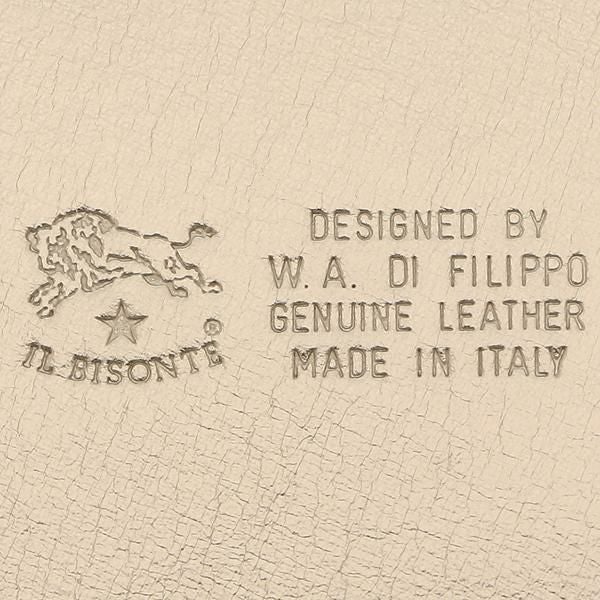 IL BISONTE®
DESIGNED BY
W. A. DI FILIPPO
GENUINE LEATHER
MADE IN ITALY